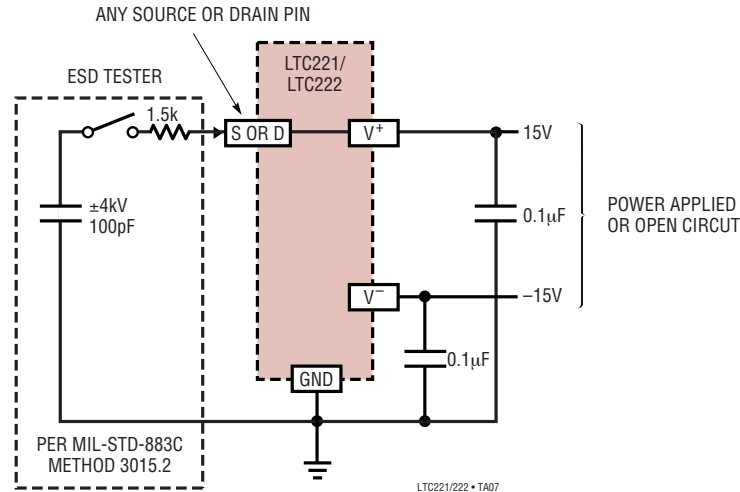 ANY SOURCE OR DRAIN PIN
ESD TESTER
LTC221/
LTC222
1.5k
S OR D
V+
15V
±4kV
100pF
0.1µF
POWER APPLIED
OR OPEN CIRCUT
V–
–15V
0.1µF
GND
PER MIL-STD-883C
METHOD 3015.2
LTC221/222 • TA07